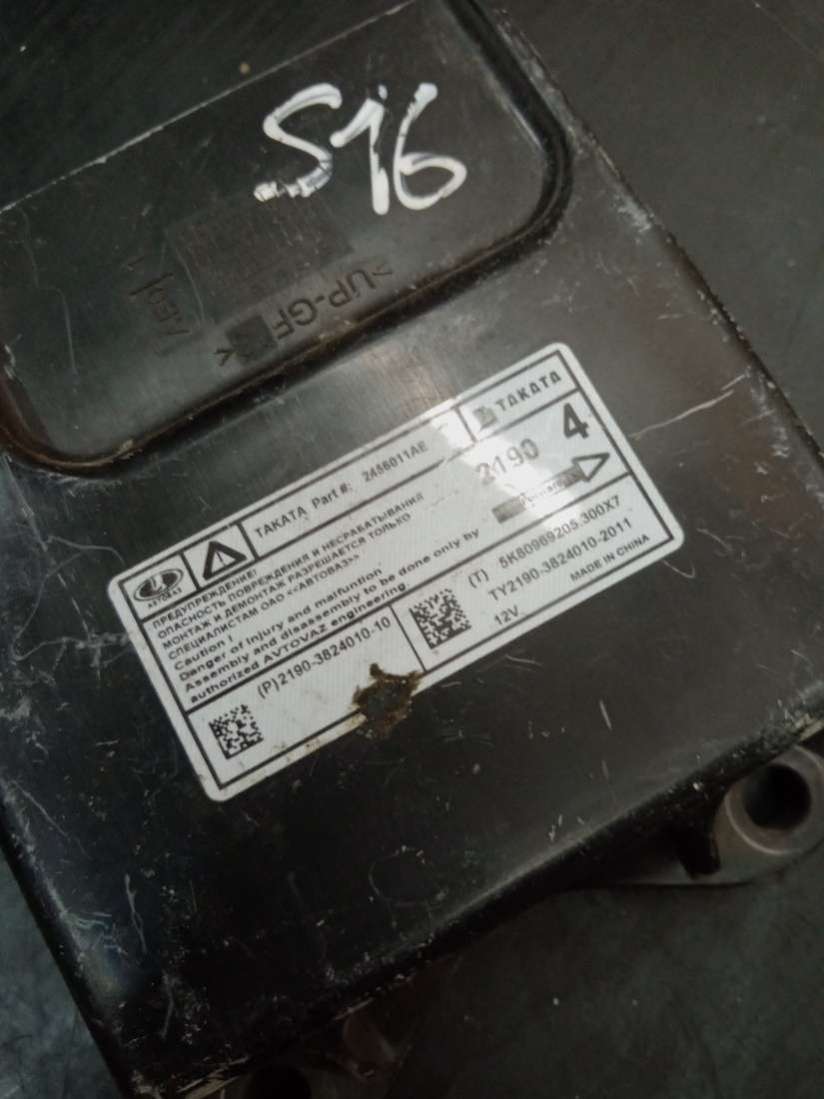 S16
>UP-GF
TAKATA
TAKATA Part #: 2456011AE
2190 4
АВТОВАЗ
ПРЕДУПРЕЖДЕНИЕ!
ОПАСНОСТЬ ПОВРЕЖДЕНИЯ И НЕСРАБАТЫВАНИЯ
МОНТАЖ И ДЕМОНТАЖ РАЗРЕШАЕТСЯ ТОЛЬКО
СПЕЦИАЛИСТАМ ОАО <<АВТОВАЗ>>
Caution !
Danger of injury and malfuntion
Assembly and disassembly to be done only by
authorized AVTOVAZ engineering.
(P)2190-3824010-10
(T) 5K80969205.300X7
TY2190-3824010-2011
12V
MADE IN CHINA